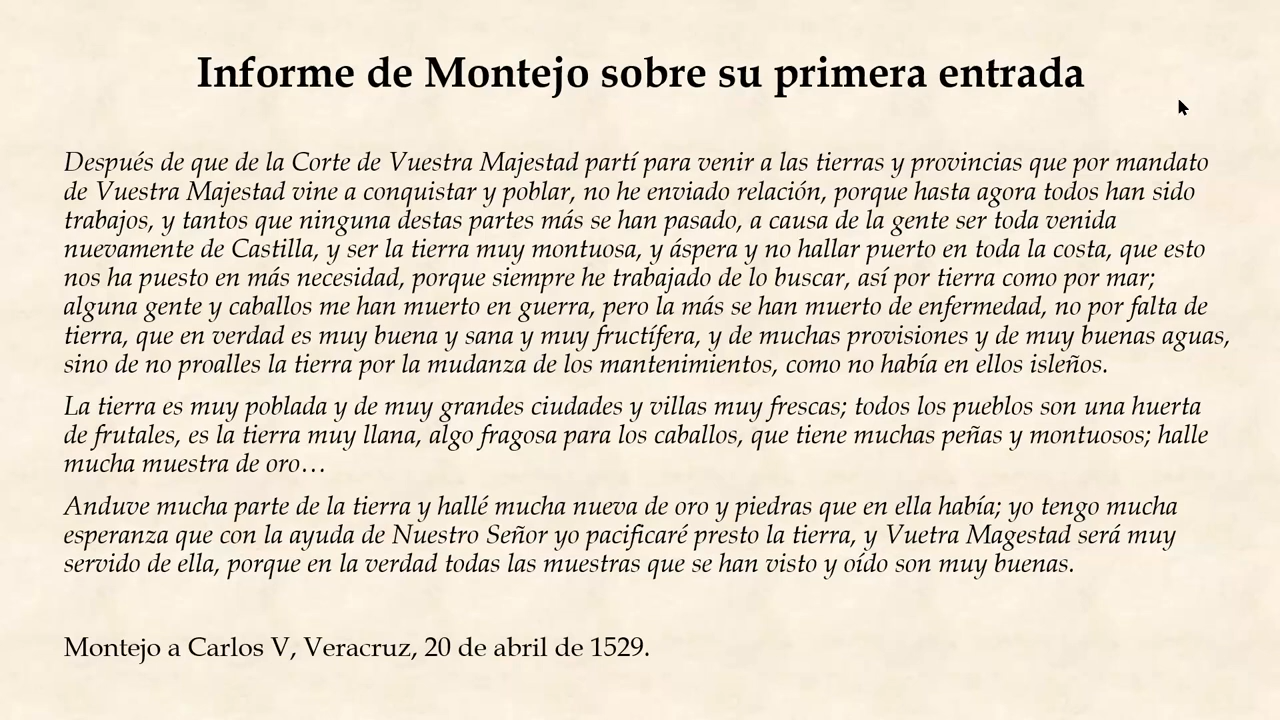 Informe de Montejo sobre su primera entrada
Después de que de la Corte de Vuestra Majestad partí para venir a las tierras y provincias que por mandato
de Vuestra Majestad vine a conquistar y poblar, no he enviado relación, porque hasta agora todos han sido
trabajos, y tantos que ninguna destas partes más se han pasado, a causa de la gente ser toda venida
nuevamente de Castilla, y ser la tierra muy montuosa, y áspera y no hallar puerto en toda la costa, que esto
nos ha puesto en más necesidad, porque siempre he trabajado de lo buscar, así por tierra como por mar;
alguna gente y caballos me han muerto en guerra, pero la más se han muerto de enfermedad, no por falta de
tierra, que en verdad es muy buena y sana y muy fructífera, y de muchas provisiones y de muy buenas aguas,
sino de no proalles la tierra por la mudanza de los mantenimientos, como no había en ellos isleños.
La tierra es muy poblada y de muy grandes ciudades y villas muy frescas; todos los pueblos son una huerta
de frutales, es la tierra muy llana, algo fragosa para los caballos, que tiene muchas peñas y montuosos; halle
mucha muestra de oro…
Anduve mucha parte de la tierra y hallé mucha nueva de oro y piedras que en ella había; yo tengo mucha
esperanza que con la ayuda de Nuestro Señor yo pacificaré presto la tierra, y Vuetra Magestad será muy
servido de ella, porque en la verdad todas las muestras que se han visto y oído son muy buenas.
Montejo a Carlos V, Veracruz, 20 de abril de 1529.